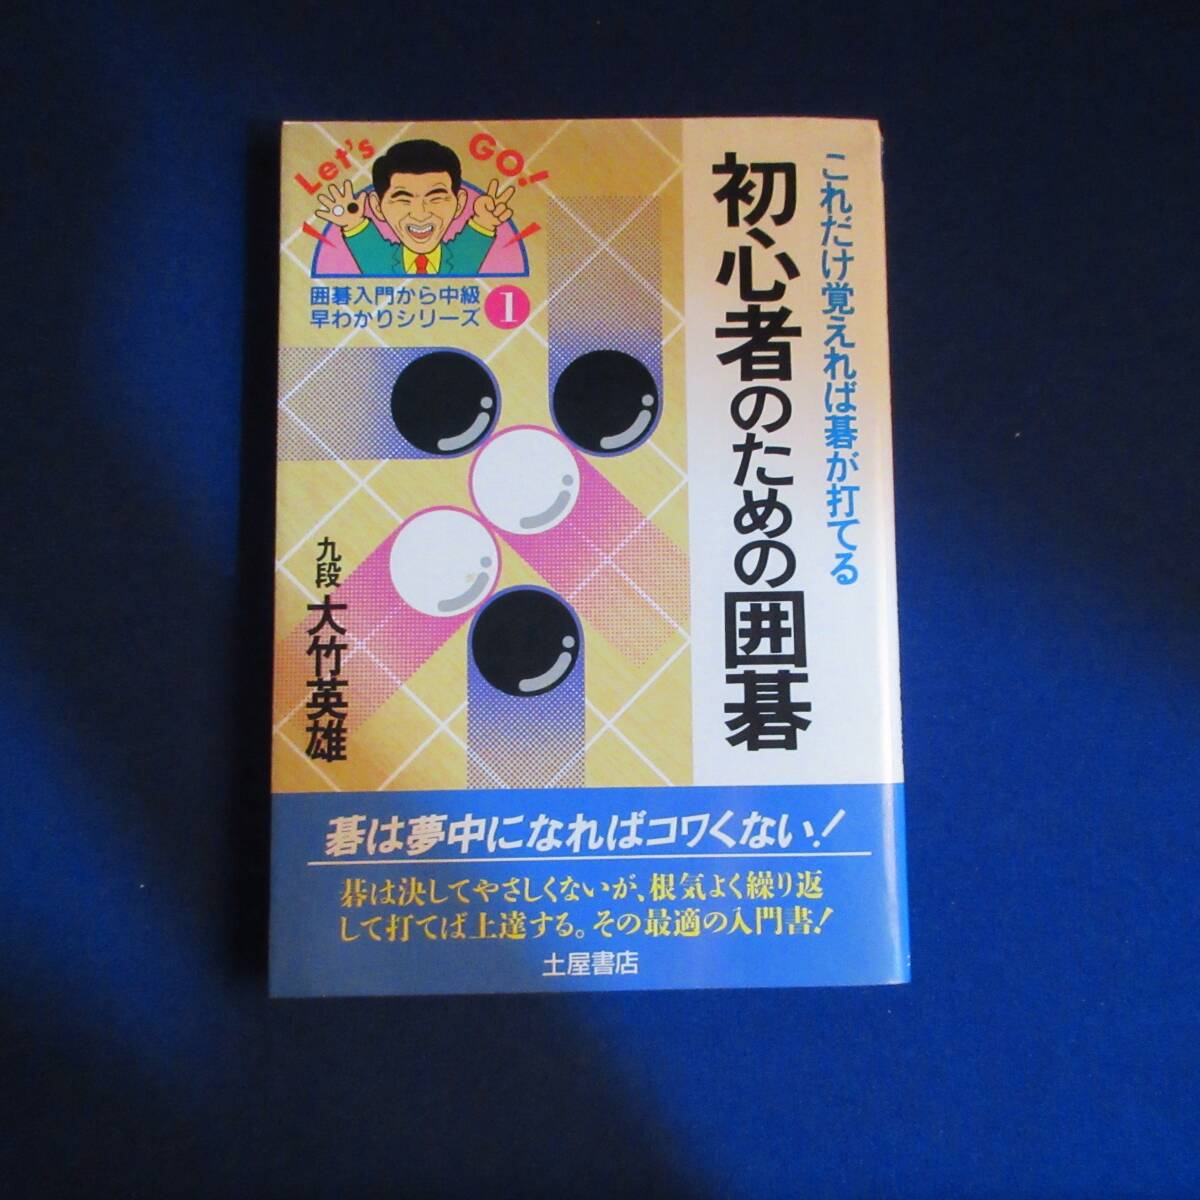 これだけ覚えれば碁が打てる
初心者のための囲碁
Let's GO!
囲碁入門から中級
早わかりシリーズ 1
九段 大竹英雄
碁は夢中になればコワくない!
碁は決してやさしくないが、根気よく繰り返
して打てば上達する。その最適の入門書!
土屋書店